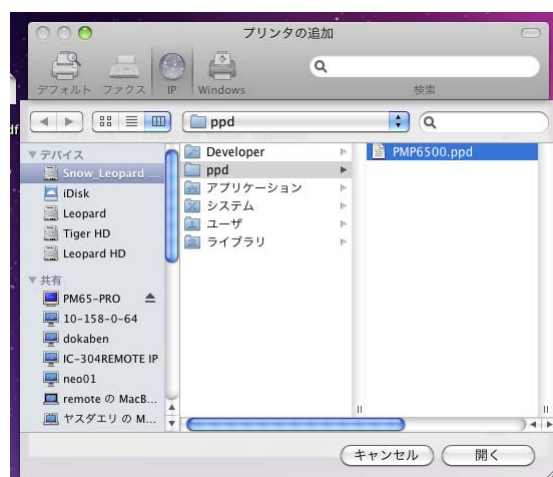 プリンタの追加
デフォルト ファックス IP Windows 検索
ppd
df
▼デバイス
Snow_Leopard ...
iDisk
Leopard
Tiger HD
Leopard HD
▼共有
PM65-PRO
10-158-0-64
dokaben
IC-304REMOTE IP
neo01
remote の MacB...
ヤスダエリ の M...
Developer
ppd
アプリケーション
システム
ユーザ
ライブラリ
PMP6500.ppd
キャンセル 開く